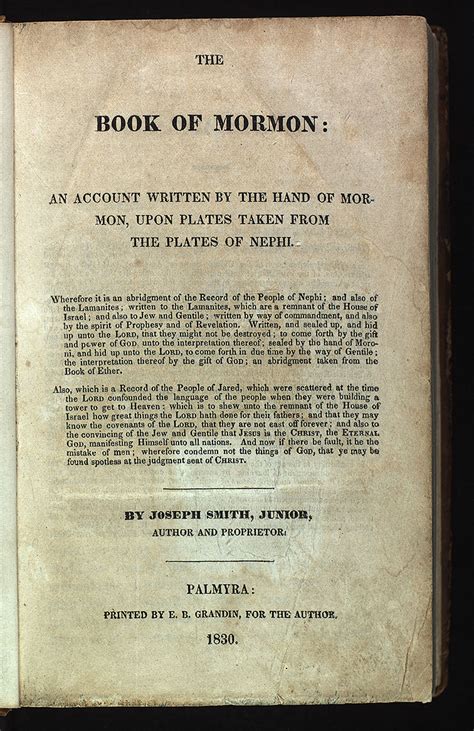 THE
BOOK OF MORMON:
AN ACCOUNT WRITTEN BY THE HAND OF MOR-
MON, UPON PLATES TAKEN FROM
THE PLATES OF NEPHI.
Wherefore it is an abridgment of the Record of the People of Nephi; and also of
the Lamanites; written to the Lamanites, which are a remnant of the House of
Israel; and also to Jew and Gentile; written by way of commandment, and also
by the spirit of Prophesy and of Revelation. Written, and sealed up, and hid
up unto the LORD, that they might not be destroyed; to come forth by the gift
and power of GOD unto the interpretation thereof; sealed by the hand of Moro-
ni, and hid up unto the LORD, to come forth in due time by the way of Gentile;
the interpretation thereof by the gift of GOD; an abridgment taken from the
Book of Ether.
Also, which is a Record of the People of Jared, which were scattered at the time
the LORD confounded the language of the people when they were building a
tower to get to Heaven: which is to shew unto the remnant of the House of
Israel how great things the LORD hath done for their fathers; and that they may
know the covenants of the LORD, that they are not cast off forever; and also to
the convincing of the Jew and Gentile that JESUS is the CHRIST, the ETERNAL
GOD, manifesting Himself unto all nations. And now if there be fault, it be the
mistake of men; wherefore condemn not the things of GOD, that ye may be
found spotless at the judgment seat of CHRIST.
BY JOSEPH SMITH, JUNIOR,
AUTHOR AND PROPRIETOR.
PALMYRA:
PRINTED BY E. B. GRANDIN, FOR THE AUTHOR.
1830.